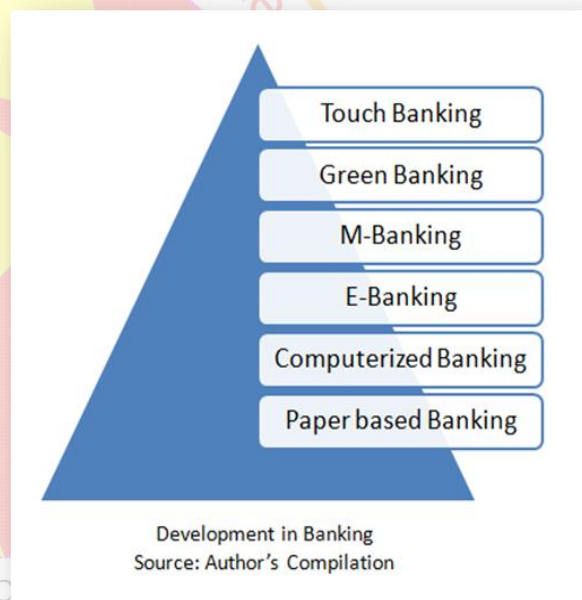 Touch Banking
Green Banking
M-Banking
E-Banking
Computerized Banking
Paper based Banking
Development in Banking
Source: Author's Compilation